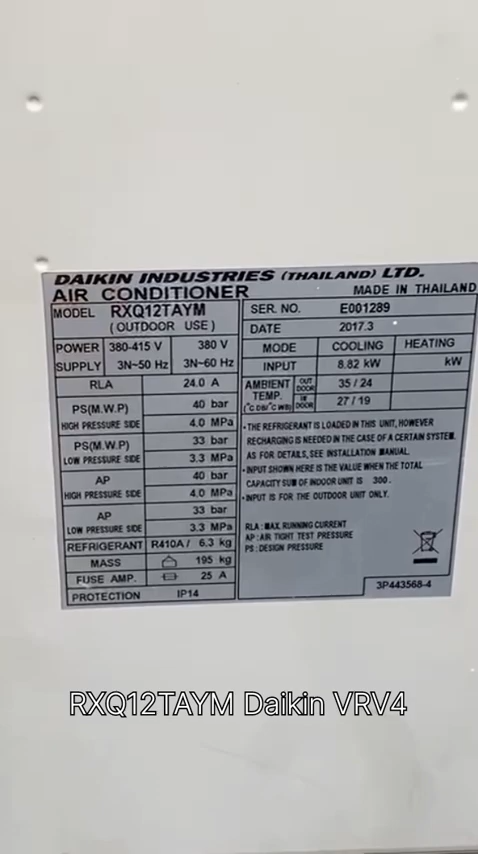 DAIKIN INDUSTRIES (THAILAND) LTD.
AIR CONDITIONER
MADE IN THAILAND
MODEL RXQ12TAYM
(OUTDOOR USE)
POWER SUPPLY 380-415 V 3N~50 Hz 380 V 3N~60 Hz
RLA 24.0 A
PS(M.W.P) HIGH PRESSURE SIDE 40 bar 4.0 MPa
PS(M.W.P) LOW PRESSURE SIDE 33 bar 3.3 MPa
AP HIGH PRESSURE SIDE 40 bar 4.0 MPa
AP LOW PRESSURE SIDE 33 bar 3.3 MPa
REFRIGERANT R410A / 6.3 kg
MASS 195 kg
FUSE AMP. 25 A
PROTECTION IP14
SER. NO. E001289
DATE 2017.3
MODE COOLING HEATING
INPUT 8.82 kW kW
AMBIENT TEMP. (°C DB/°C WB) OUT DOOR 35 / 24
IN DOOR 27 / 19
•THE REFRIGERANT IS LOADED IN THIS UNIT, HOWEVER
RECHARGING IS NEEDED IN THE CASE OF A CERTAIN SYSTEM.
AS FOR DETAILS, SEE INSTALLATION MANUAL.
•INPUT SHOWN HERE IS THE VALUE WHEN THE TOTAL
CAPACITY SUM OF INDOOR UNIT IS 300.
•INPUT IS FOR THE OUTDOOR UNIT ONLY.
RLA : MAX. RUNNING CURRENT
AP : AIR TIGHT TEST PRESSURE
PS : DESIGN PRESSURE
3P443568-4
RXQ12TAYM Daikin VRV4